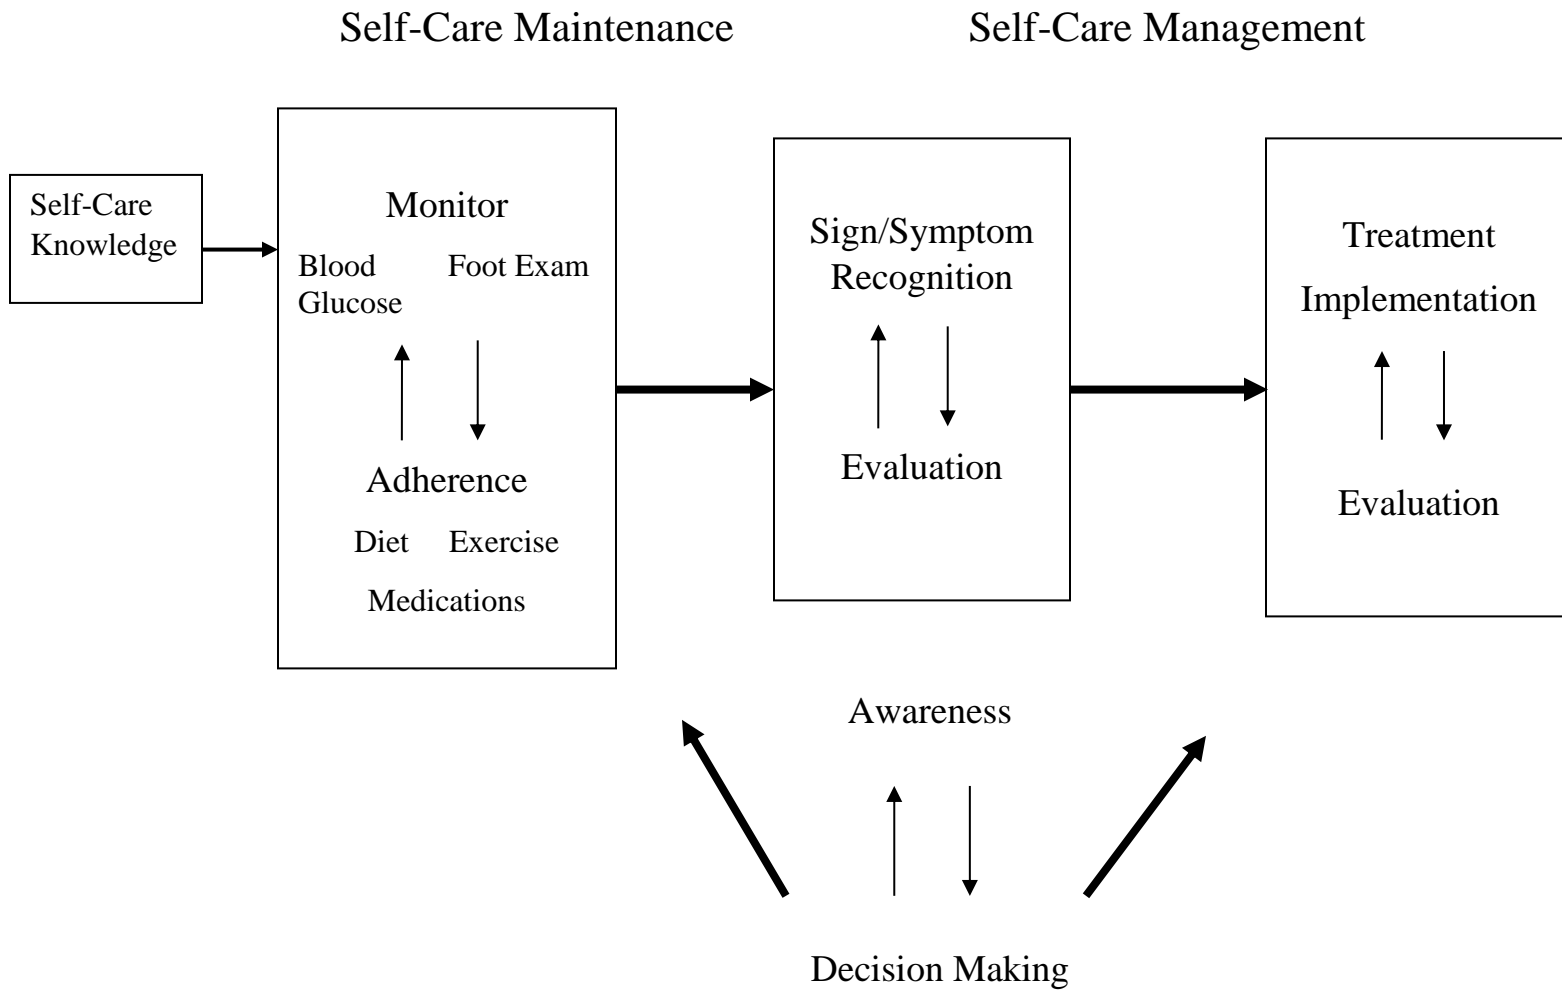 Self-Care Maintenance
Self-Care Management
Self-Care
Knowledge
Monitor
Blood
Glucose
Foot Exam
Adherence
Diet
Exercise
Medications
Sign/Symptom
Recognition
Evaluation
Treatment
Implementation
Evaluation
Awareness
Decision Making